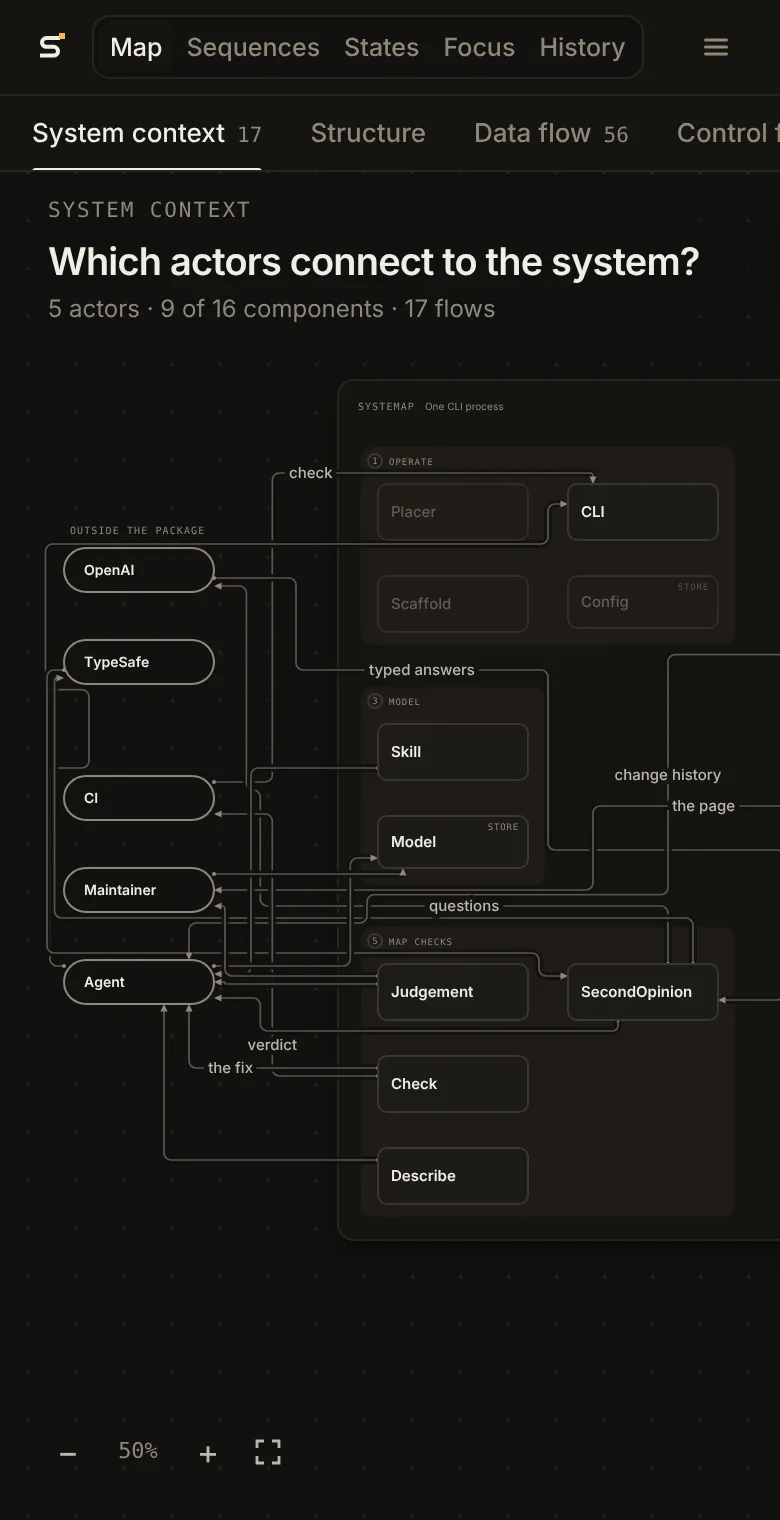 S
Map Sequences States Focus History
System context 17 Structure Data flow 56 Control f
SYSTEM CONTEXT
Which actors connect to the system?
5 actors · 9 of 16 components · 17 flows
SYSTEMAP One CLI process
1 OPERATE
check
Placer
CLI
OUTSIDE THE PACKAGE
OpenAI
Scaffold
STORE
Config
TypeSafe
typed answers
3 MODEL
Skill
change history
CI
the page
STORE
Model
Maintainer
questions
5 MAP CHECKS
Agent
Judgement
SecondOpinion
verdict
the fix
Check
Describe
− 50% +